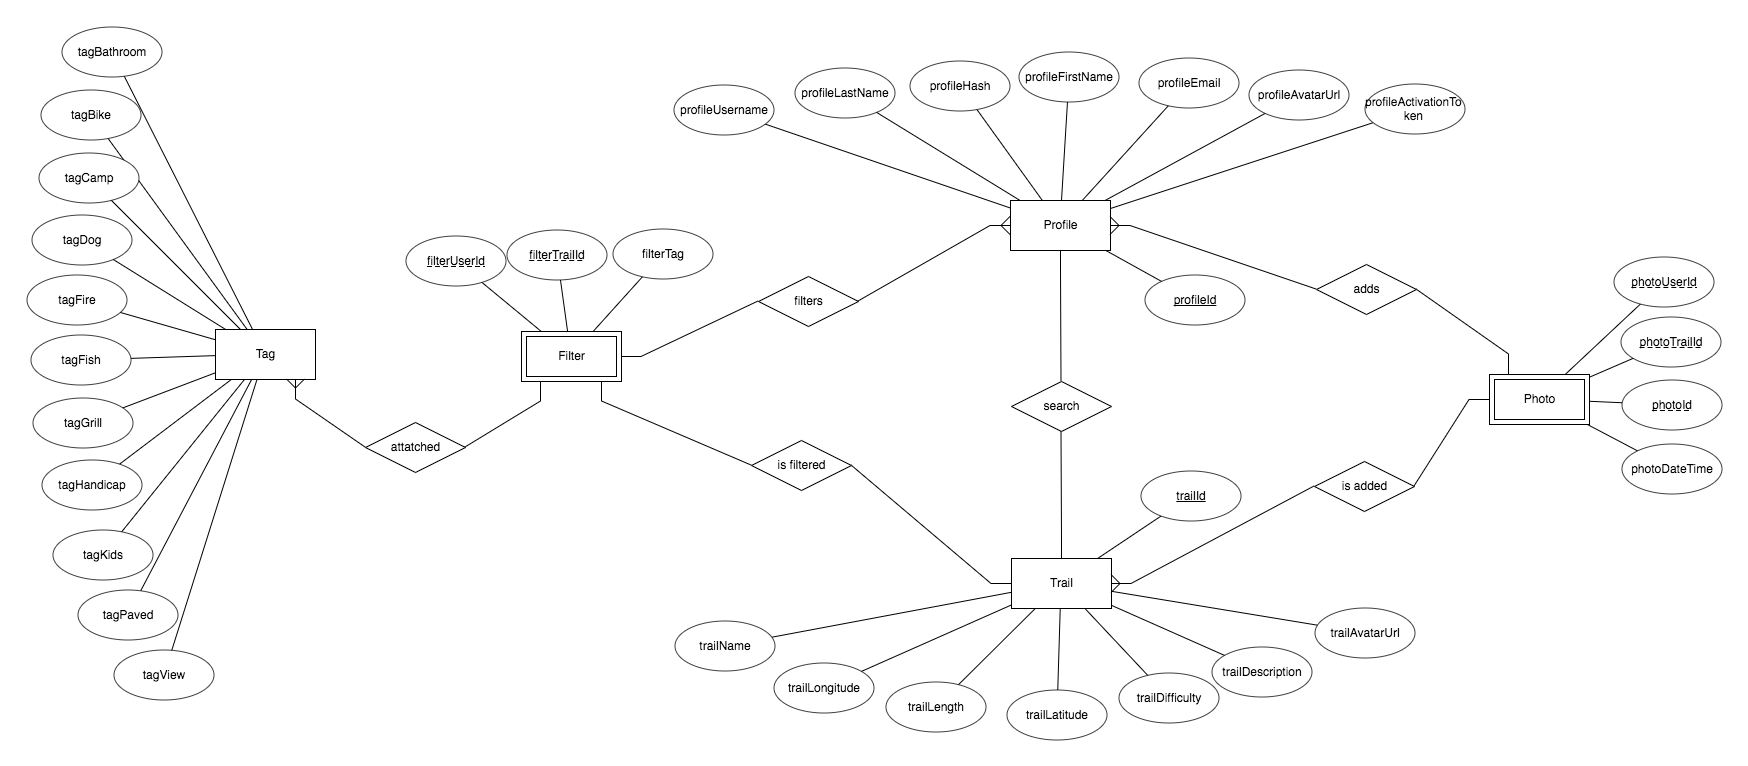 tagBathroom
tagBike
tagCamp
tagDog
tagFire
tagFish
tagGrill
tagHandicap
tagKids
tagPaved
tagView
Tag
attatched
filterUserId
filterTrailId
filterTag
Filter
filters
is filtered
profileUsername
profileLastName
profileHash
profileFirstName
profileEmail
profileAvatarUrl
profileActivationTo
ken
Profile
profileId
search
adds
is added
photoUserId
photoTrailId
photoId
photoDateTime
Photo
trailId
Trail
trailName
trailLongitude
trailLength
trailLatitude
trailDifficulty
trailDescription
trailAvatarUrl